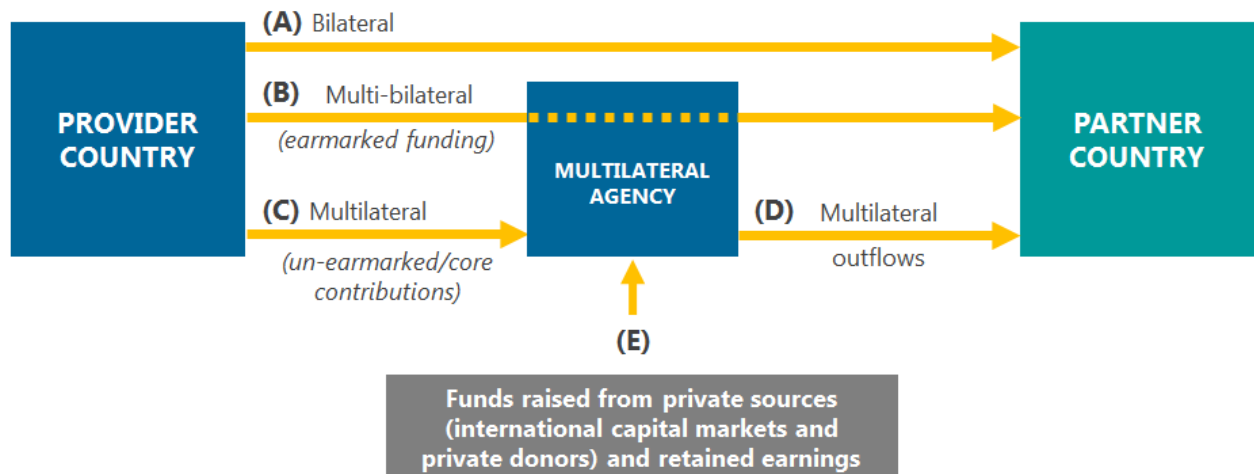 (A) Bilateral
(B) Multi-bilateral
(earmarked funding)
PROVIDER
COUNTRY
MULTILATERAL
AGENCY
PARTNER
COUNTRY
(C) Multilateral
(un-earmarked/core
contributions)
(D) Multilateral
outflows
(E)
Funds raised from private sources
(international capital markets and
private donors) and retained earnings